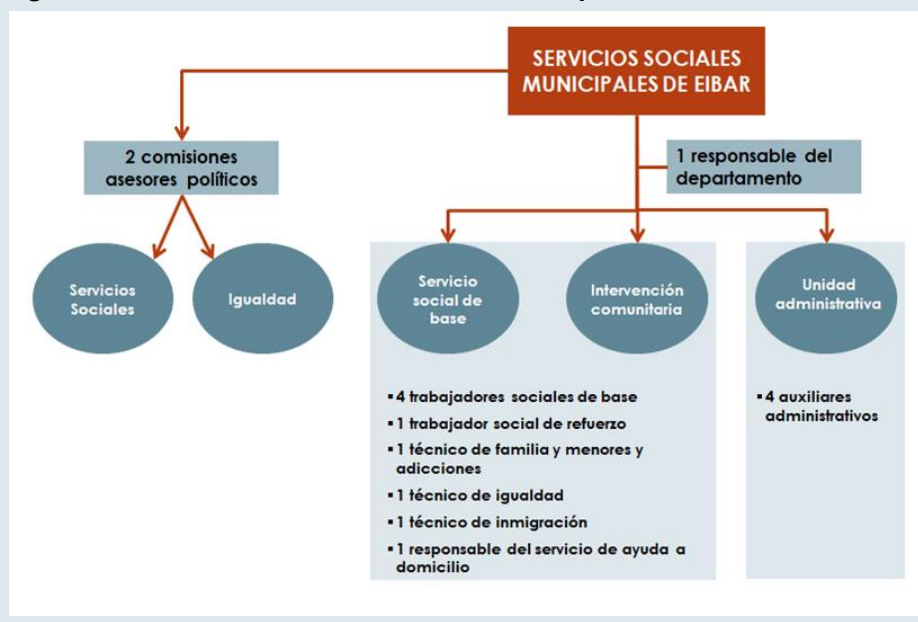 SERVICIOS SOCIALES
MUNICIPALES DE EIBAR
2 comisiones
asesores políticos
1 responsable del
departamento
Servicios
Sociales
Igualdad
Servicio
social de
base
Intervención
comunitaria
Unidad
administrativa
▪ 4 trabajadores sociales de base
▪ 1 trabajador social de refuerzo
▪ 1 técnico de familia y menores y
adicciones
▪ 1 técnico de igualdad
▪ 1 técnico de inmigración
▪ 1 responsable del servicio de ayuda a
domicilio
▪ 4 auxiliares
administrativos